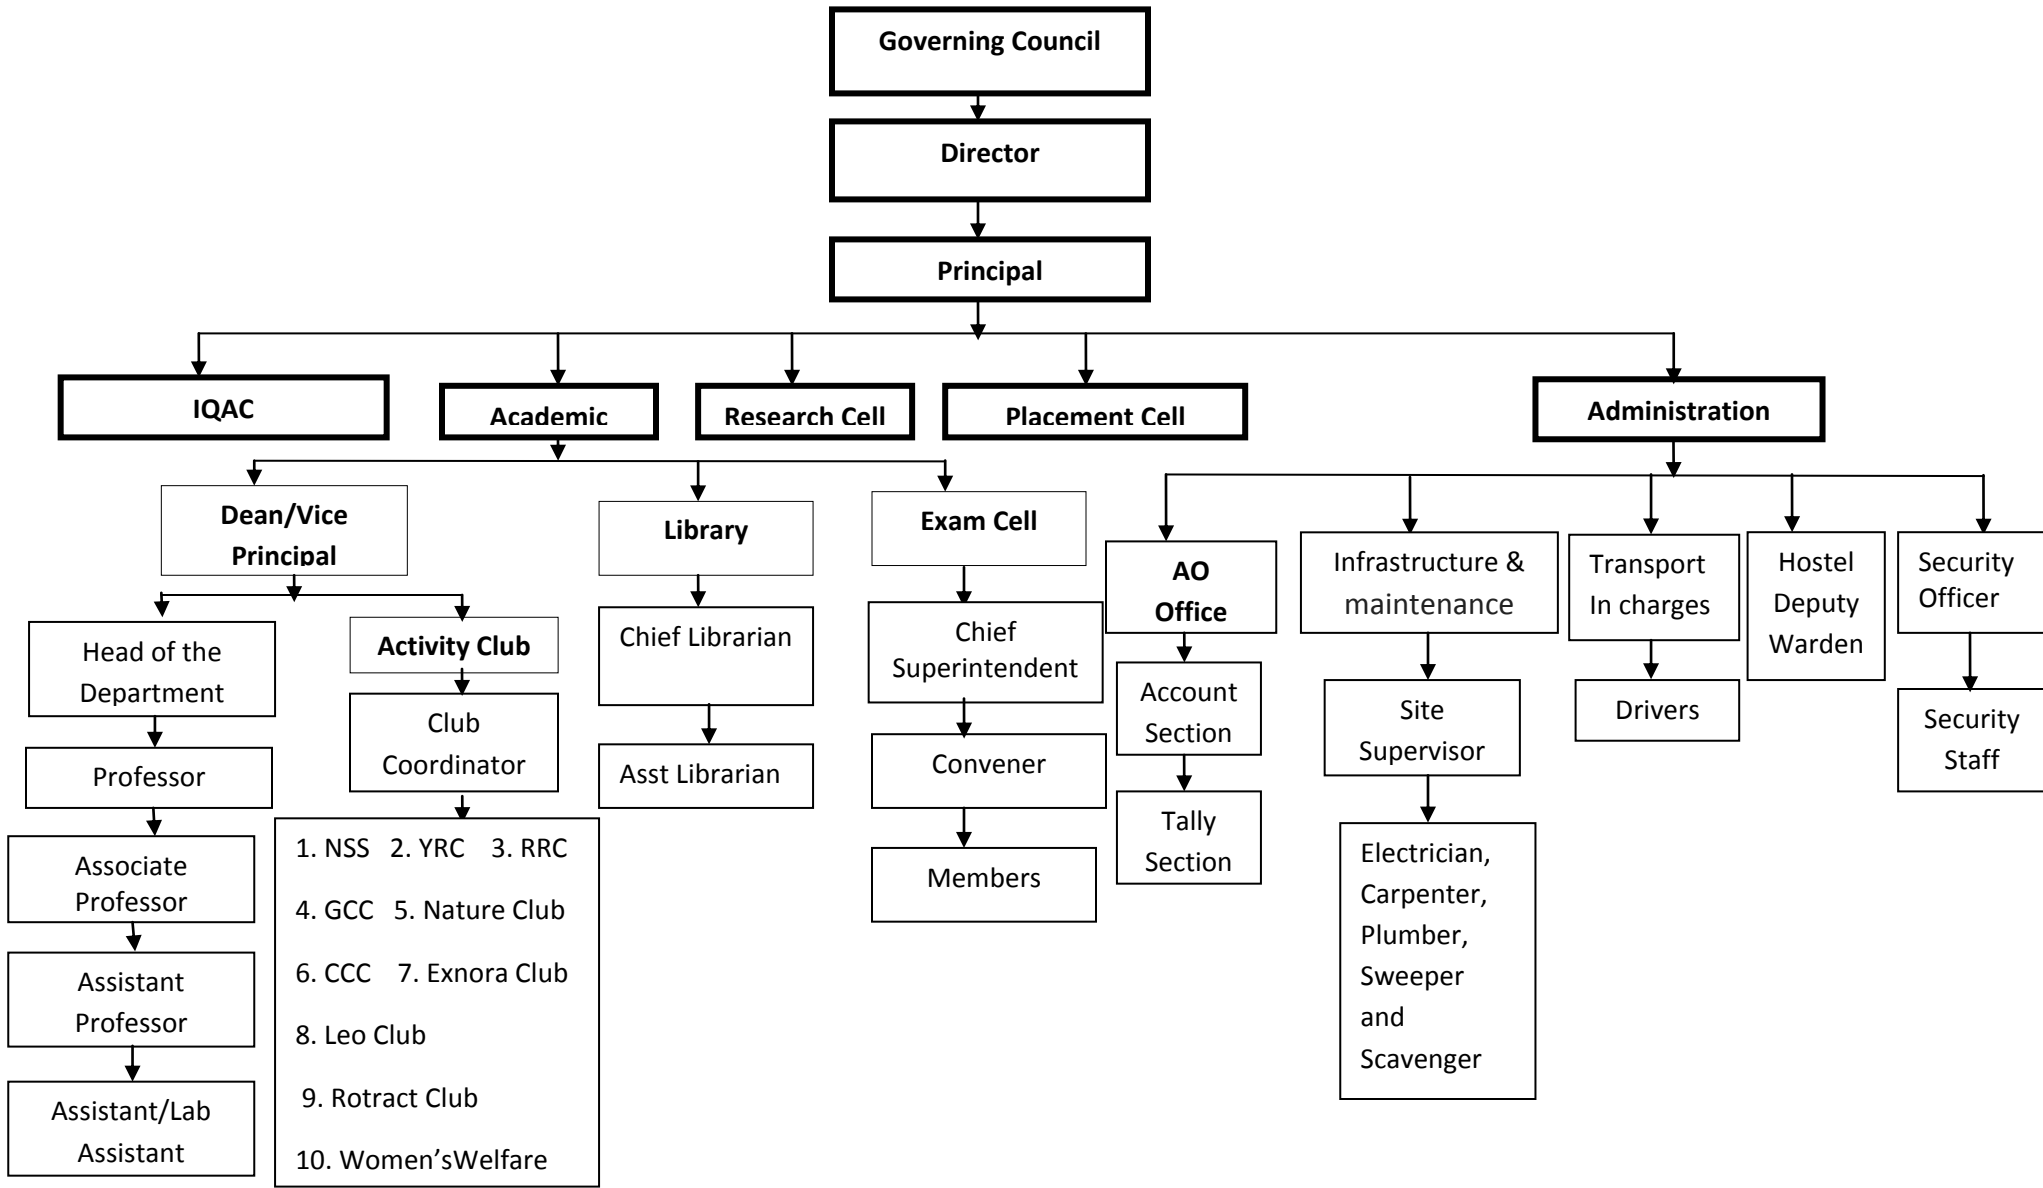 Governing Council
Director
Principal
IQAC
Academic
Research Cell
Placement Cell
Administration
Dean/Vice
Principal
Library
Exam Cell
AO
Office
Infrastructure &
maintenance
Transport
In charges
Hostel
Deputy
Warden
Security
Officer
Head of the
Department
Activity Club
Chief Librarian
Chief
Superintendent
Account
Section
Site
Supervisor
Drivers
Security
Staff
Professor
Club
Coordinator
Asst Librarian
Convener
Tally
Section
Associate
Professor
1. NSS 2. YRC 3. RRC
4. GCC 5. Nature Club
6. CCC 7. Exnora Club
8. Leo Club
9. Rotract Club
10. Women'sWelfare
Members
Electrician,
Carpenter,
Plumber,
Sweeper
and
Scavenger
Assistant
Professor
Assistant/Lab
Assistant